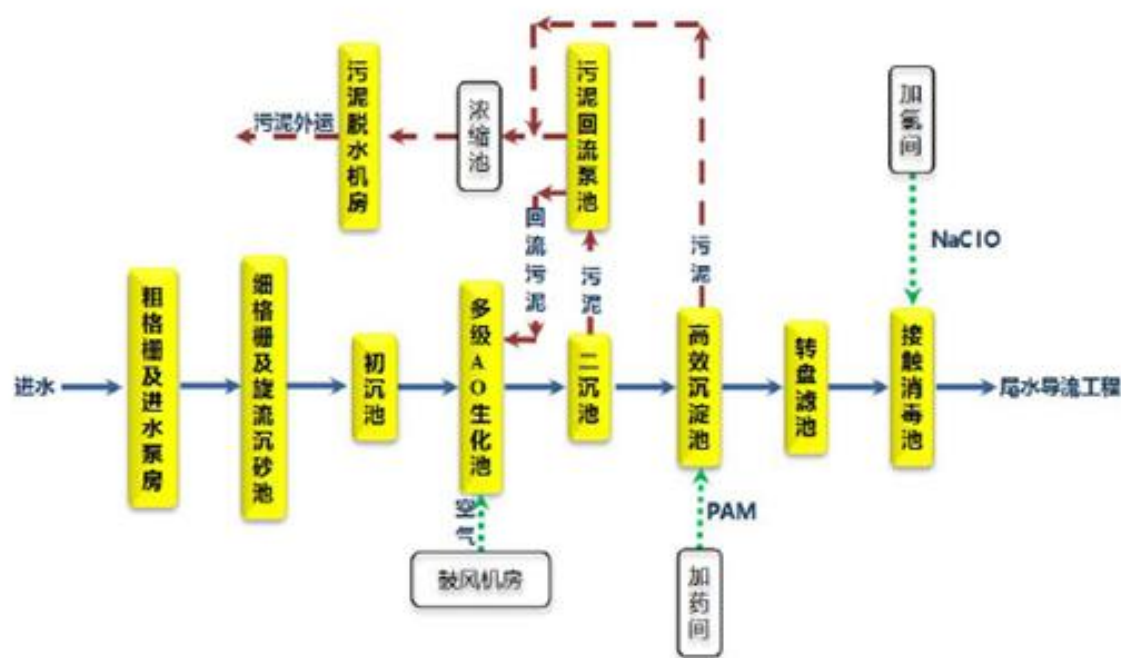 污泥脱水机房
浓缩池
污泥回流泵池
加氯间
污泥外运
回流污泥
污泥
污泥
NaClO
粗格栅及进水泵房
细格栅及旋流沉砂池
初沉池
多级AO生化池
二沉池
高效沉淀池
转盘滤池
接触消毒池
进水
尾水导流工程
空气
PAM
鼓风机房
加药间